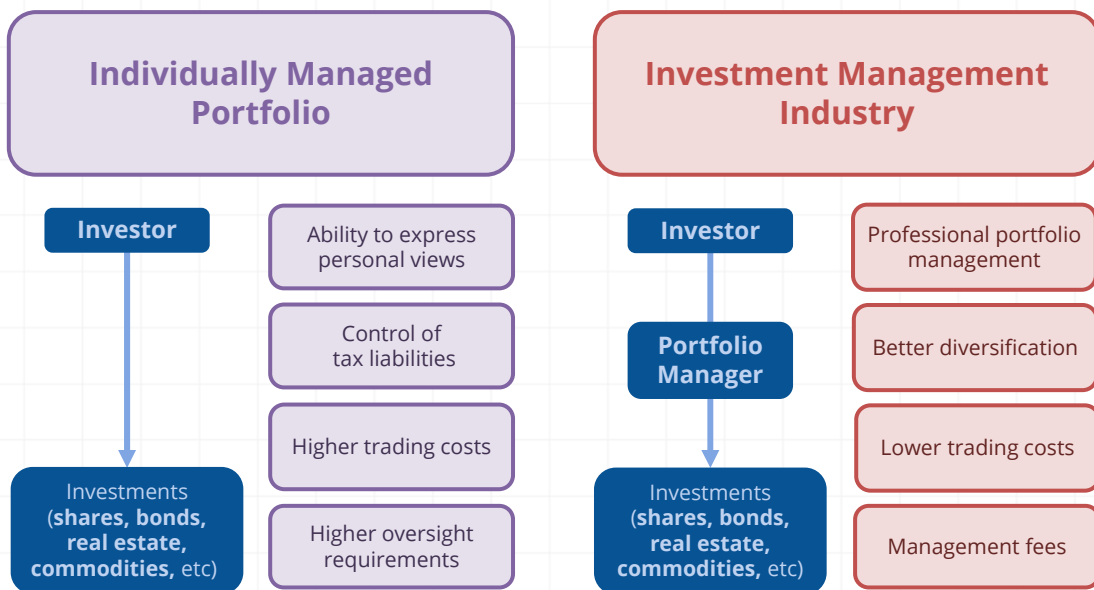 Individually Managed
Portfolio
Investor
Investments
(shares, bonds,
real estate,
commodities, etc)
Ability to express
personal views
Control of
tax liabilities
Higher trading costs
Higher oversight
requirements
Investment Management
Industry
Investor
Portfolio
Manager
Investments
(shares, bonds,
real estate,
commodities, etc)
Professional portfolio
management
Better diversification
Lower trading costs
Management fees